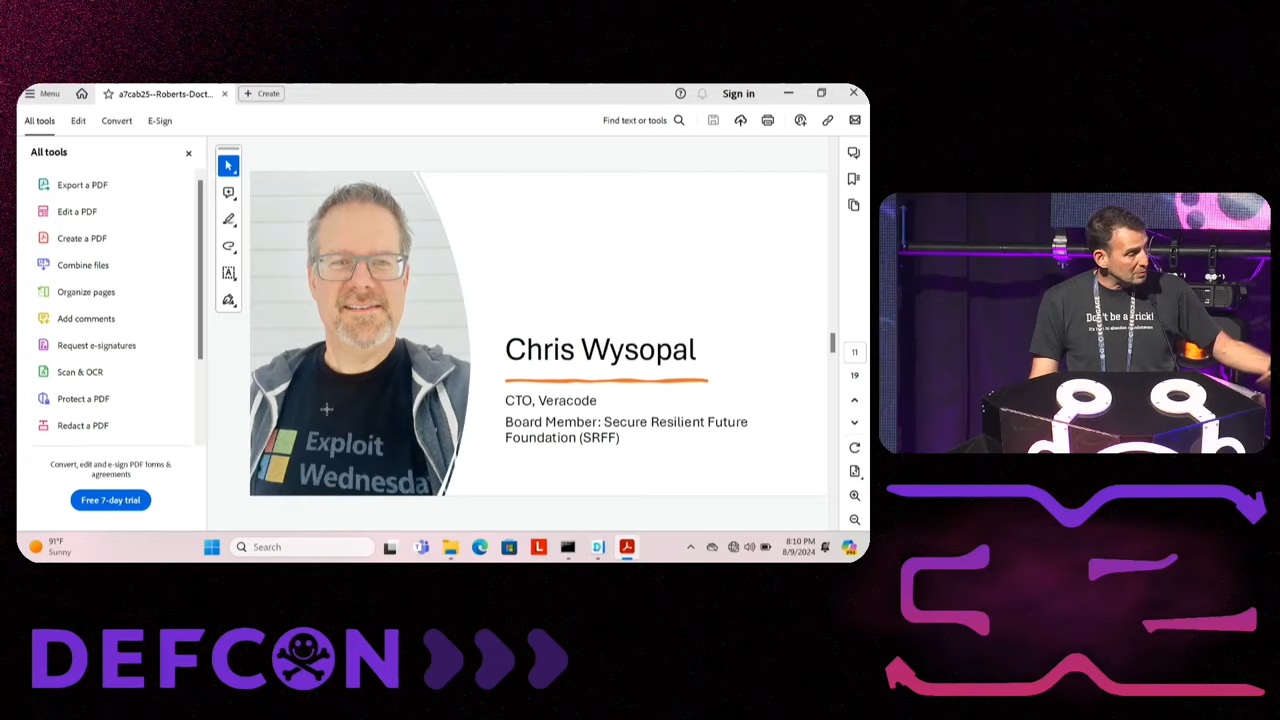 Menu
a7cab25--Roberts-Doct...
Create
Sign in
All tools
Edit
Convert
E-Sign
Find text or tools
All tools
Export a PDF
Edit a PDF
Create a PDF
Combine files
Organize pages
Add comments
Request e-signatures
Scan & OCR
Protect a PDF
Redact a PDF
Convert, edit and e-sign PDF forms &
agreements
Free 7-day trial
Exploit
Wednesda
Chris Wysopal
CTO, Veracode
Board Member: Secure Resilient Future
Foundation (SRFF)
11
19
91°F
Sunny
Search
8:10 PM
8/9/2024
Don't be a
DEFCON